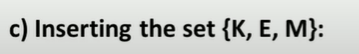 c) Inserting the set {K, E, M}: